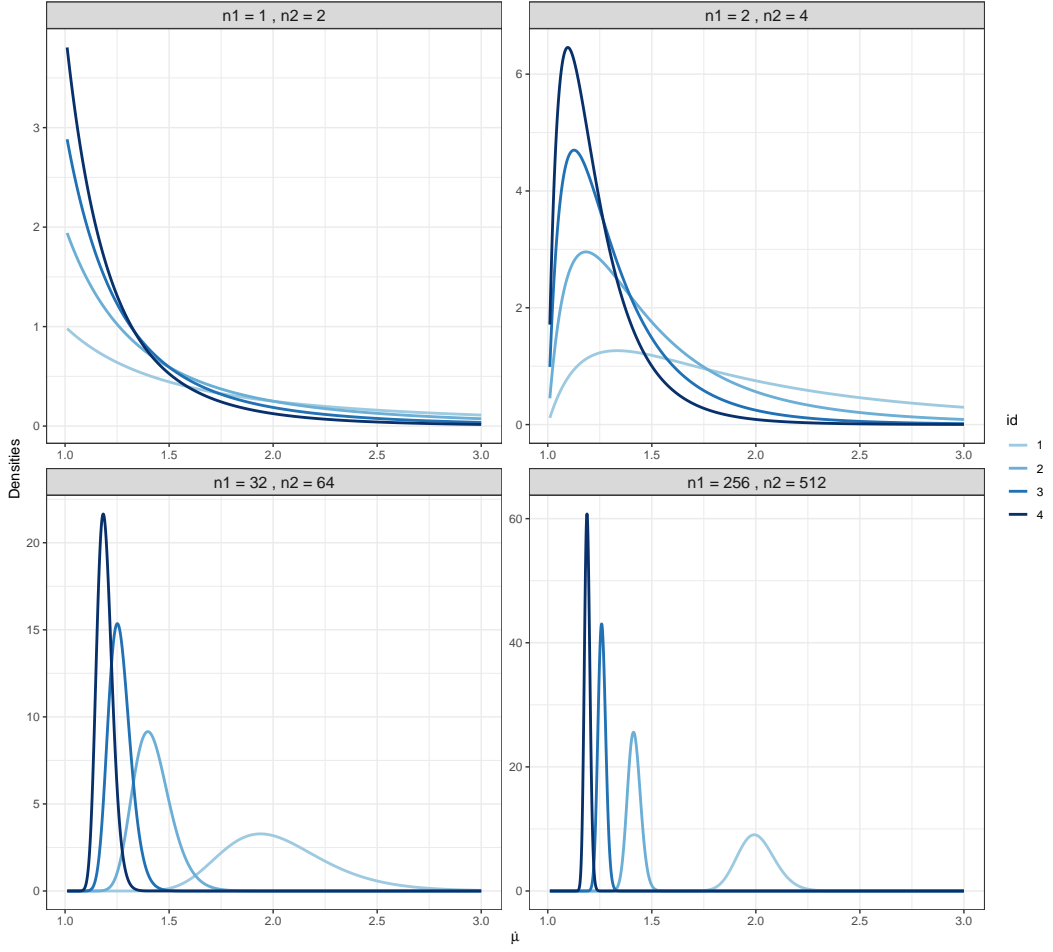 n1 = 1 , n2 = 2
n1 = 2 , n2 = 4
3
2
1
0
6
4
2
0
1.0 1.5 2.0 2.5 3.0
1.0 1.5 2.0 2.5 3.0
n1 = 32 , n2 = 64
n1 = 256 , n2 = 512
20
15
10
5
0
60
40
20
0
1.0 1.5 2.0 2.5 3.0
1.0 1.5 2.0 2.5 3.0
Densities
μ̇
id
1
2
3
4